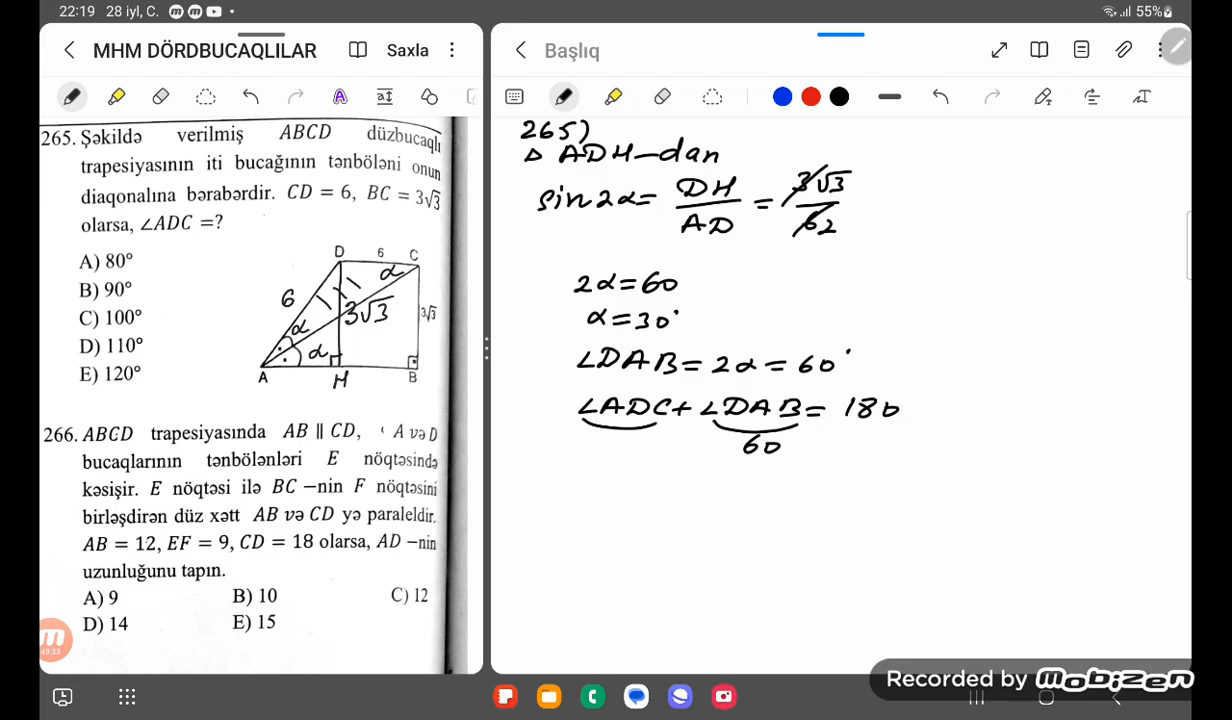 22:19 28 iyl, C.
55%
MHM DÖRDBUCAQLILAR
Saxla
Başlıq
265. Şəkildə verilmiş ABCD düzbucaqlı
trapesiyasının iti bucağının tənböləni onun
diaqonalına bərabərdir. CD = 6, BC = 3√3
olarsa, ∠ADC =?
A) 80°
B) 90°
C) 100°
D) 110°
E) 120°
D 6 C
α
6
3√3
3√3
α
α
A H B
266. ABCD trapesiyasında AB ∥ CD, ‘ A və D
bucaqlarının tənbölənləri E nöqtəsində
kəsişir. E nöqtəsi ilə BC −nin F nöqtəsini
birləşdirən düz xətt AB və CD yə paraleldir.
AB = 12, EF = 9, CD = 18 olarsa, AD −nin
uzunluğunu tapın.
A) 9 B) 10 C) 12
D) 14 E) 15
49:33
265)
△ ADH-dan
sin2α = DH/AD = 3√3/6 2
2α = 60
α = 30°
∠DAB = 2α = 60°
∠ADC + ∠DAB = 180
60
Recorded by mobizen